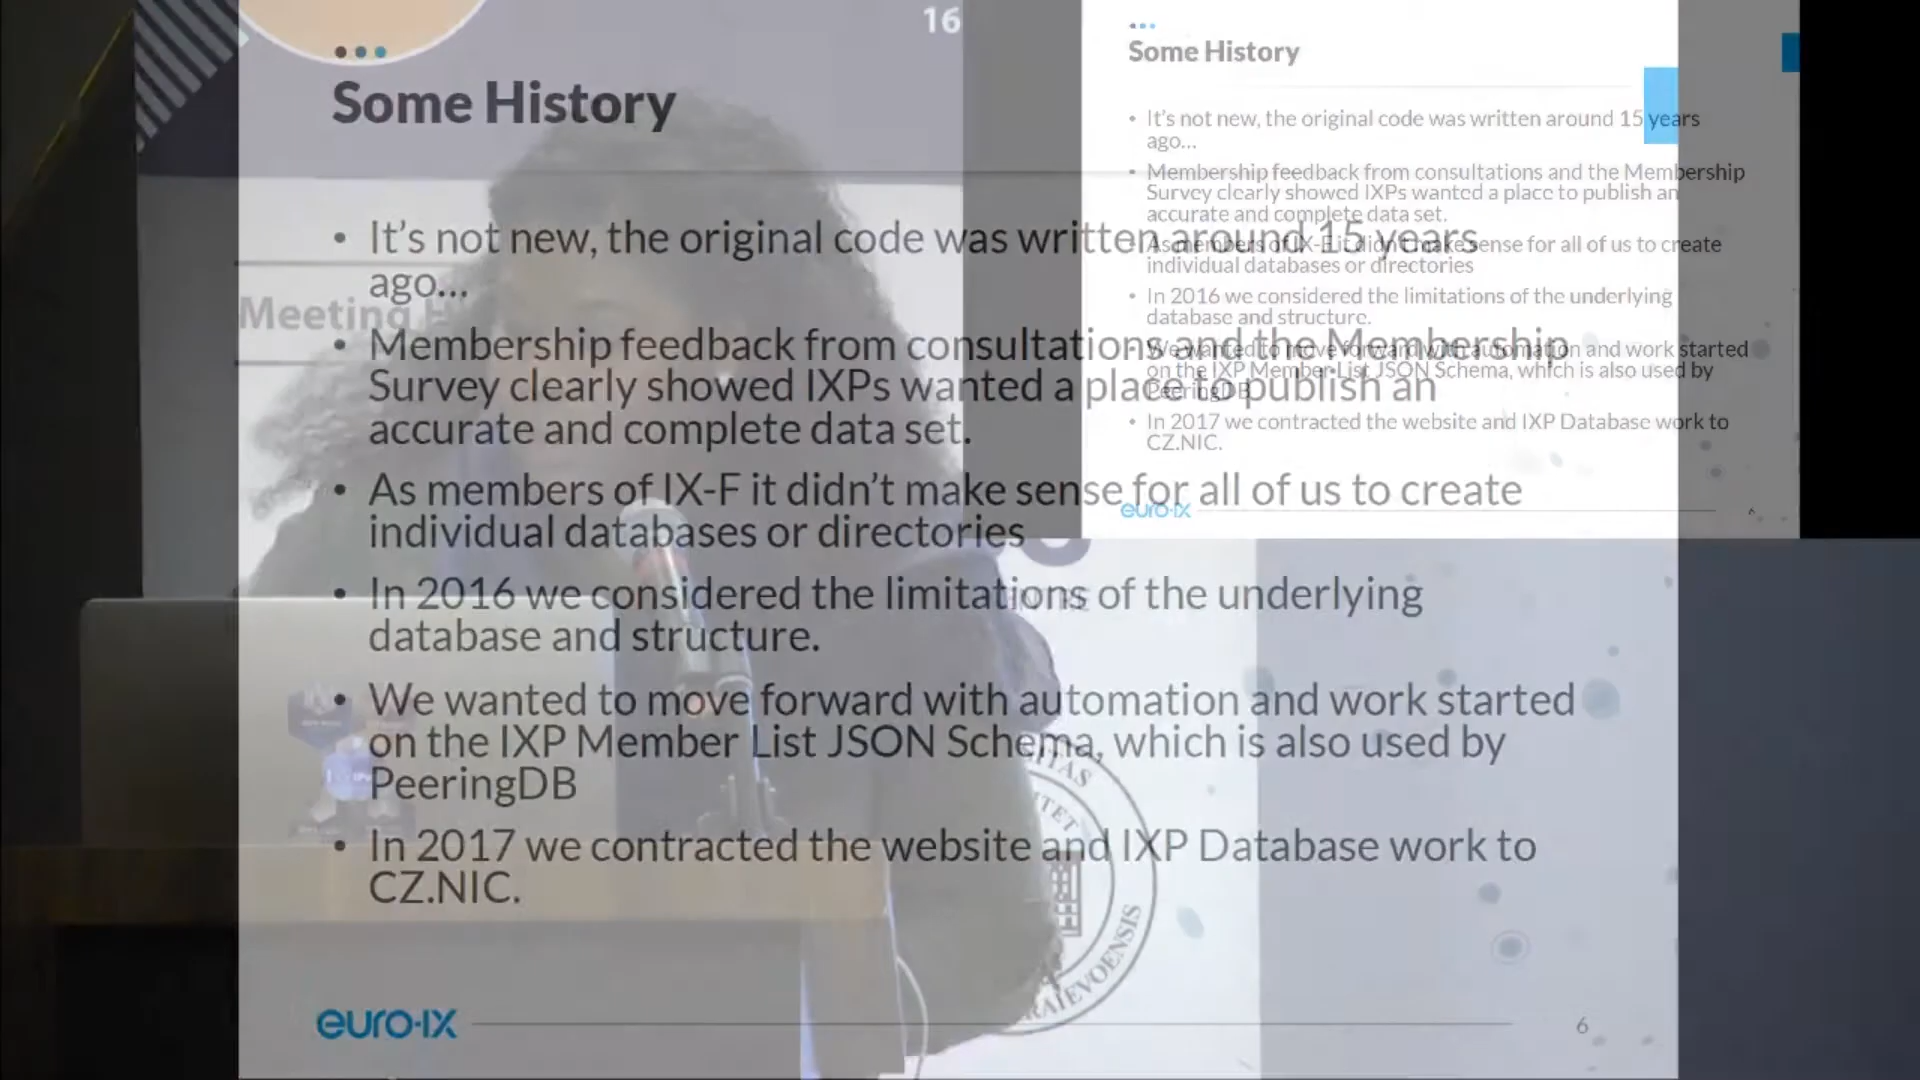 16
Some History
• It's not new, the original code was written around 15 years
ago...
• Membership feedback from consultations and the Membership
Survey clearly showed IXPs wanted a place to publish an
accurate and complete data set.
• As members of IX-F it didn't make sense for all of us to create
individual databases or directories
• In 2016 we considered the limitations of the underlying
database and structure.
• We wanted to move forward with automation and work started
on the IXP Member List JSON Schema, which is also used by
PeeringDB
• In 2017 we contracted the website and IXP Database work to
CZ.NIC.
euro-ix
6
Some History
• It's not new, the original code was written around 15 years
ago...
• Membership feedback from consultations and the Membership
Survey clearly showed IXPs wanted a place to publish an
accurate and complete data set.
• As members of IX-F it didn't make sense for all of us to create
individual databases or directories
• In 2016 we considered the limitations of the underlying
database and structure.
• We wanted to move forward with automation and work started
on the IXP Member List JSON Schema, which is also used by
PeeringDB
• In 2017 we contracted the website and IXP Database work to
CZ.NIC.
euro-ix
6
Meeting
RAIEVOENSIS